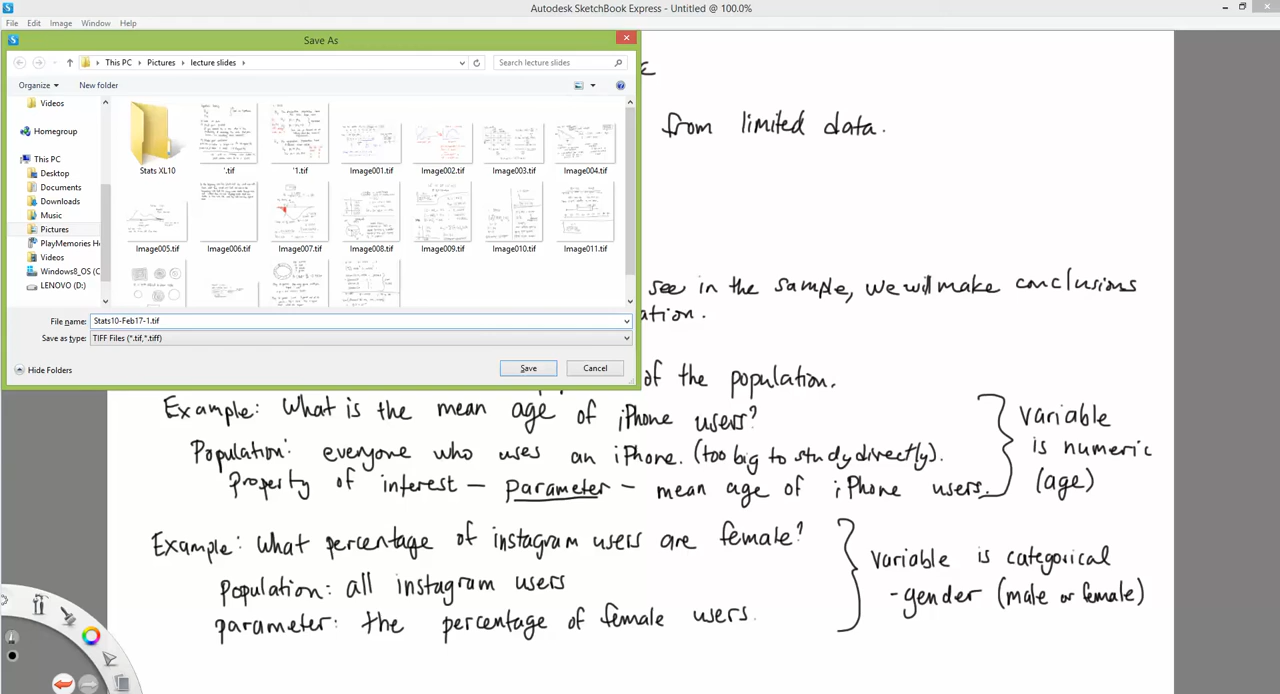 Autodesk SketchBook Express - Untitled @ 100.0%
File Edit Image Window Help
Save As
This PC Pictures lecture slides
Search lecture slides
Organize New folder
Videos
Homegroup
This PC
Desktop
Documents
Downloads
Music
Pictures
PlayMemories H
Videos
Windows8_OS (C
LENOVO (D:)
Stats XL10 '.tif '1.tif Image001.tif Image002.tif Image003.tif Image004.tif
Image005.tif Image006.tif Image007.tif Image008.tif Image009.tif Image010.tif Image011.tif
File name: Stats10-Feb17-1.tif
Save as type: TIFF Files (*.tif,*.tiff)
Hide Folders Save Cancel
from limited data.
see in the sample, we will make conclusions
ation.
of the population.
Example: What is the mean age of iPhone users?
Population: everyone who uses an iPhone. (too big to study directly).
Property of interest - parameter - mean age of iPhone users.
variable
is numeric
(age)
Example: What percentage of instagram users are female?
Population: all instagram users
parameter: the percentage of female users.
variable is categorical
- gender (male or female)